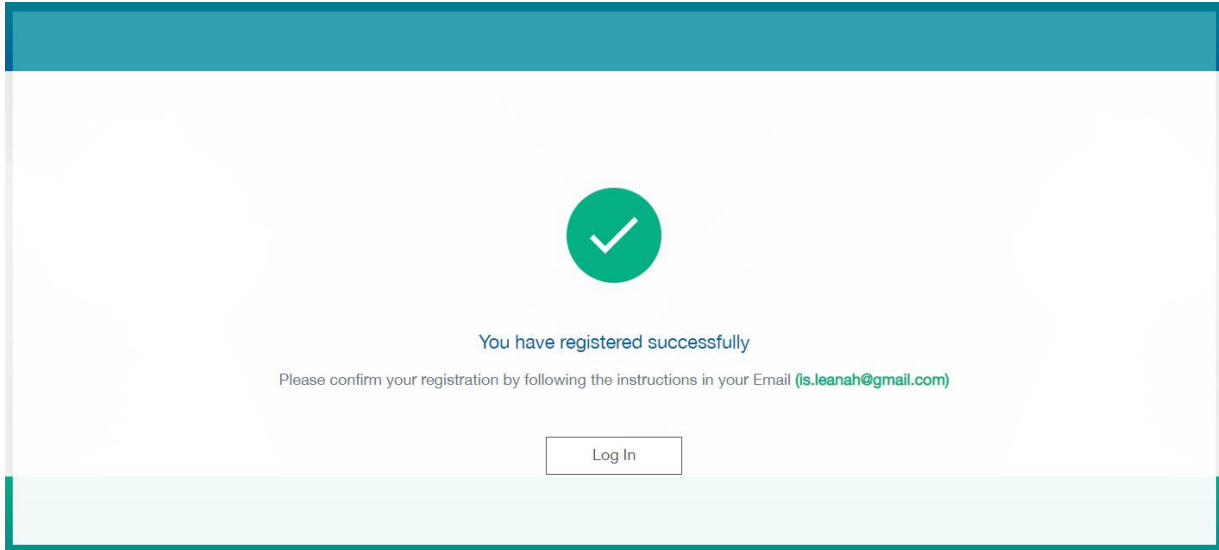 You have registered successfully
Please confirm your registration by following the instructions in your Email (is.leanah@gmail.com)
Log In